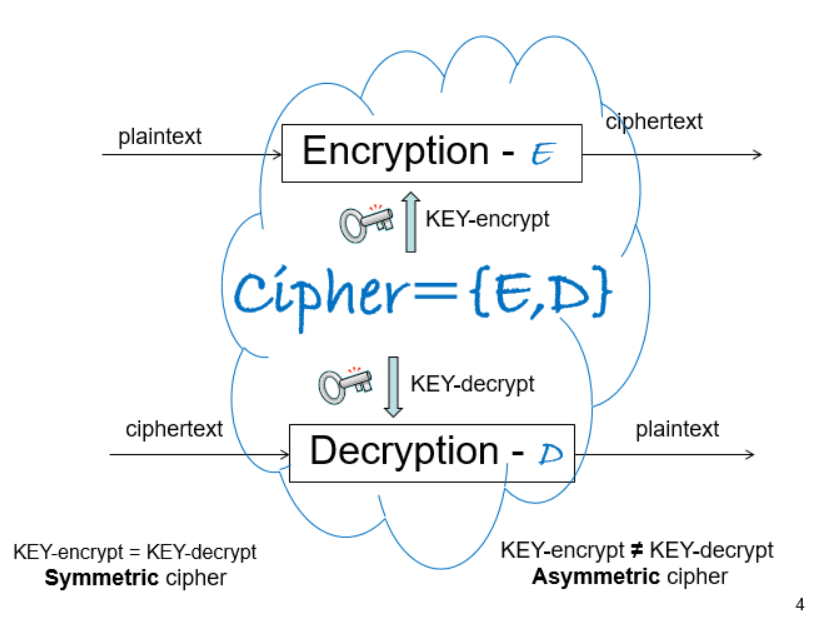 plaintext
ciphertext
Encryption - E
KEY-encrypt
Cipher={E,D}
KEY-decrypt
ciphertext
plaintext
Decryption - D
KEY-encrypt = KEY-decrypt
Symmetric cipher
KEY-encrypt ≠ KEY-decrypt
Asymmetric cipher
4